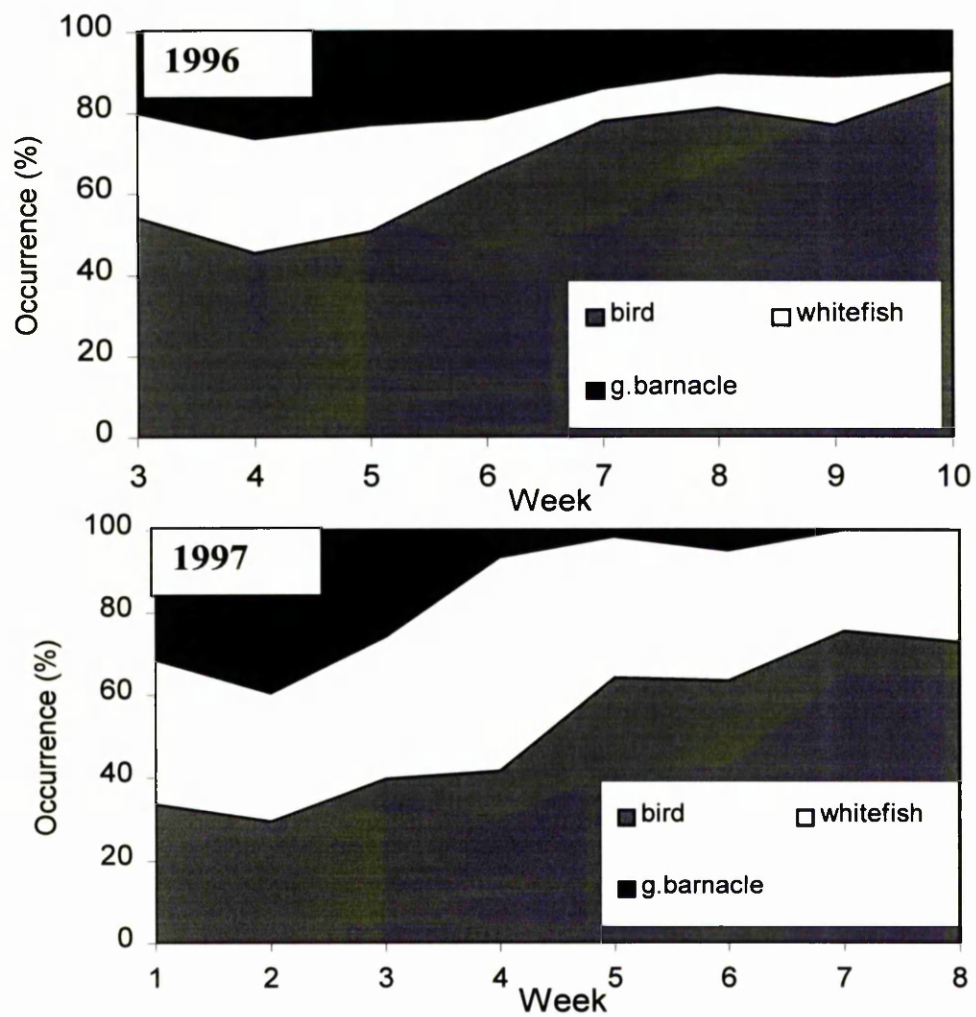 100
1996
80
60
40
20
0
Occurrence (%)
bird whitefish
g.barnacle
3 4 5 6 7 8 9 10
Week
100
1997
80
60
40
20
0
Occurrence (%)
bird whitefish
g.barnacle
1 2 3 4 5 6 7 8
Week